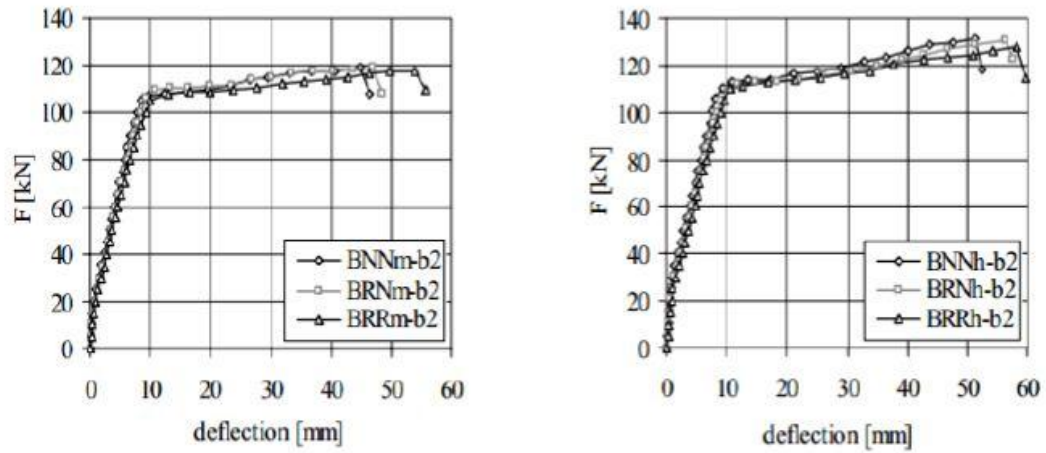 140
120
100
80
60
40
20
0
F [kN]
0 10 20 30 40 50 60
deflection [mm]
BNNm-b2
BRNm-b2
BRRm-b2
140
120
100
80
60
40
20
0
F [kN]
0 10 20 30 40 50 60
deflection [mm]
BNNh-b2
BRNh-b2
BRRh-b2